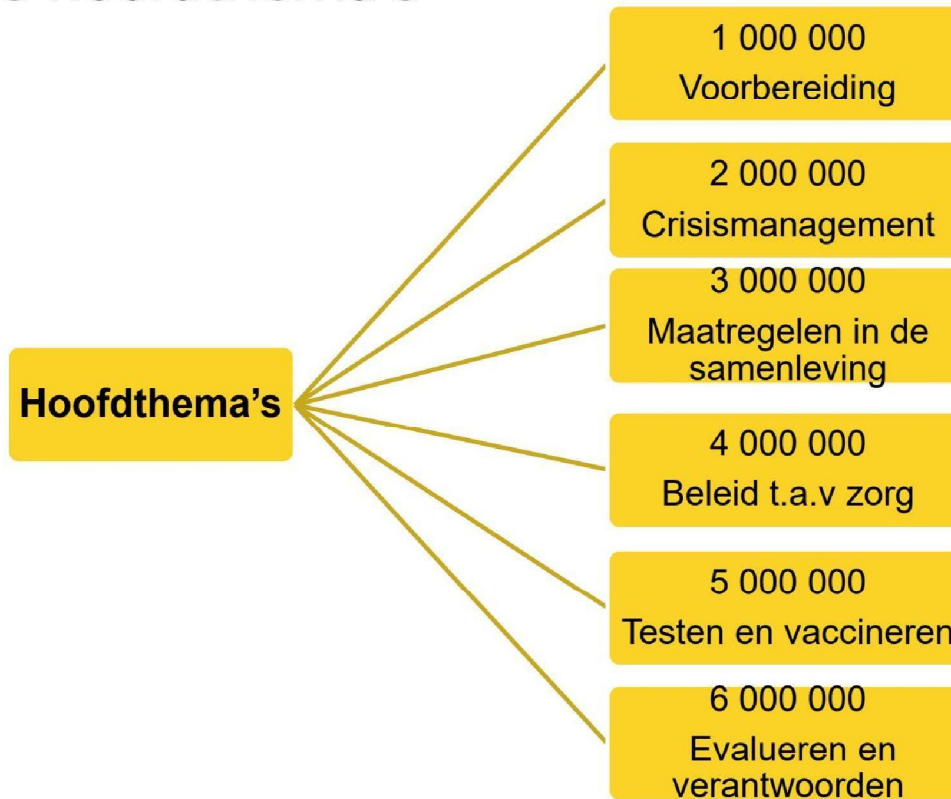 Hoofdthema’s
1 000 000
Voorbereiding
2 000 000
Crisismanagement
3 000 000
Maatregelen in de
samenleving
4 000 000
Beleid t.a.v zorg
5 000 000
Testen en vaccineren
6 000 000
Evalueren en
verantwoorden